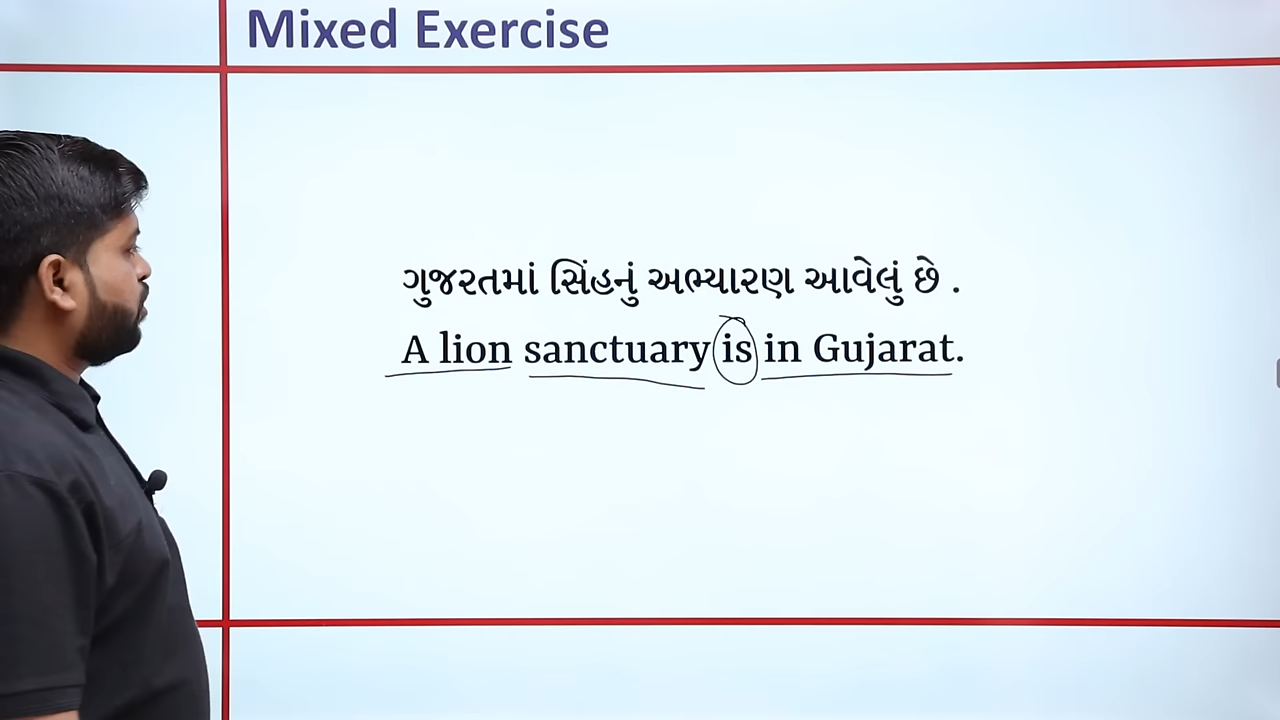 Mixed Exercise
ગુજરતમાં સિંહનું અભ્યારણ આવેલું છે .
A lion sanctuary is in Gujarat.